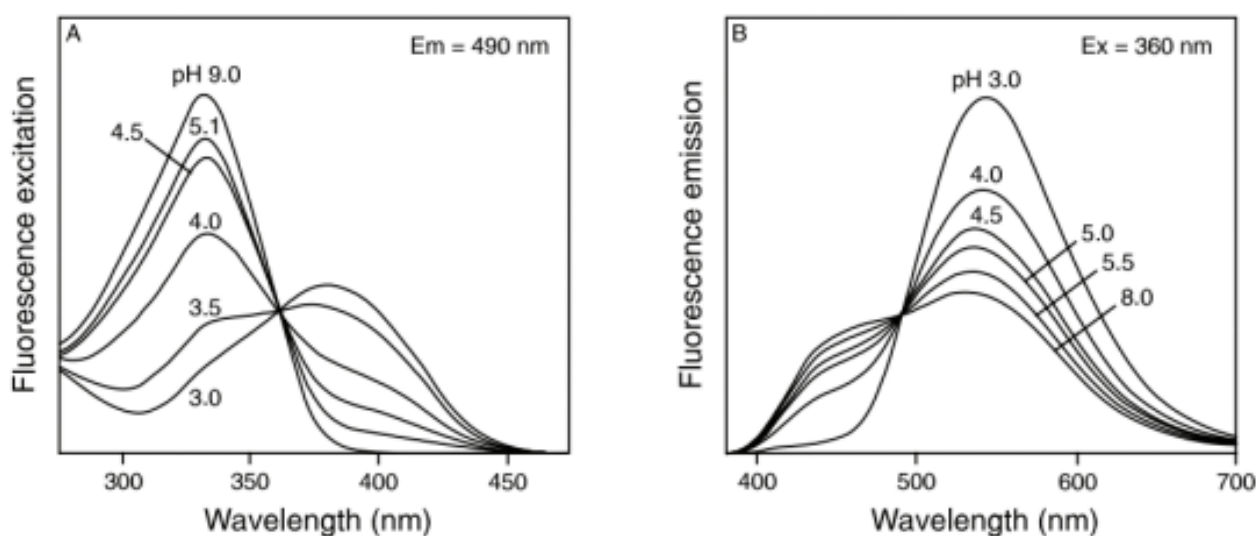 A
Em = 490 nm
pH 9.0
5.1
4.5
4.0
3.5
3.0
Fluorescence excitation
300 350 400 450
Wavelength (nm)
B
Ex = 360 nm
pH 3.0
4.0
4.5
5.0
5.5
8.0
Fluorescence emission
400 500 600 700
Wavelength (nm)